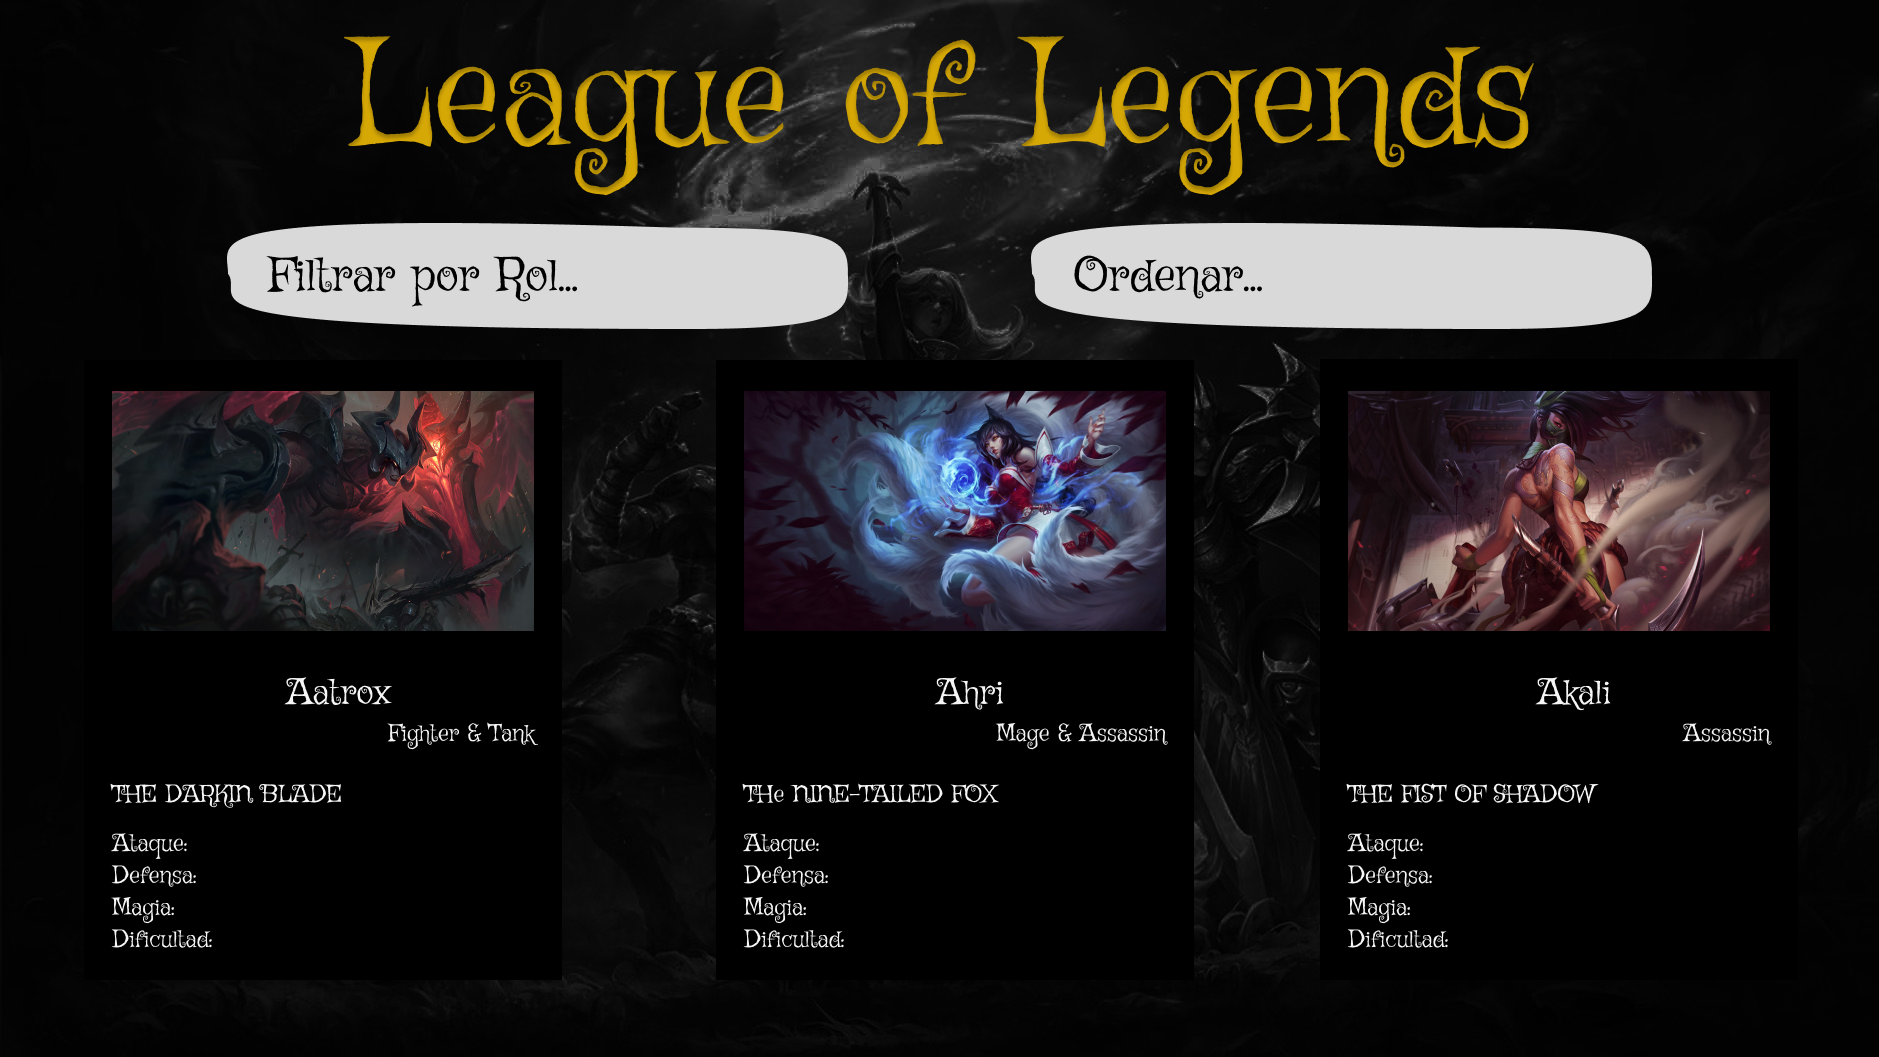 League of Legends
Filtrar por Rol...
Ordenar...
Aatrox
Fighter & Tank
THE DARKIN BLADE
Ataque:
Defensa:
Magia:
Dificultad:
Ahri
Mage & Assassin
THe NINE-TAILED FOX
Ataque:
Defensa:
Magia:
Dificultad:
Akali
Assassin
THE FIST OF SHADOW
Ataque:
Defensa:
Magia:
Dificultad: